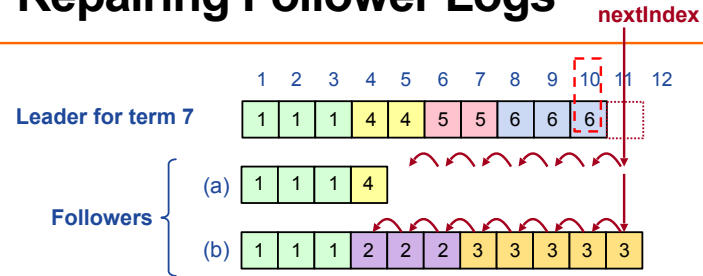 Repairing Follower Logs
nextIndex
1 2 3 4 5 6 7 8 9 10 11 12
Leader for term 7 1 1 1 4 4 5 5 6 6 6
(a) 1 1 1 4
Followers
(b) 1 1 1 2 2 2 3 3 3 3 3